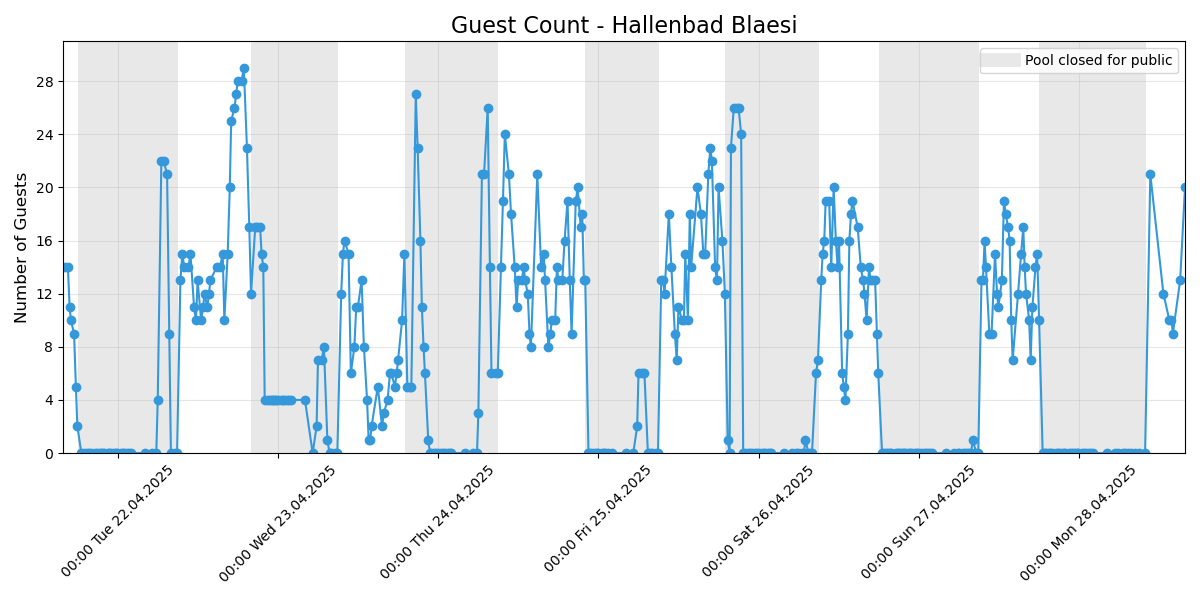 Guest Count - Hallenbad Blaesi
Pool closed for public
Number of Guests
28
24
20
16
12
8
4
0
00:00 Tue 22.04.2025
00:00 Wed 23.04.2025
00:00 Thu 24.04.2025
00:00 Fri 25.04.2025
00:00 Sat 26.04.2025
00:00 Sun 27.04.2025
00:00 Mon 28.04.2025